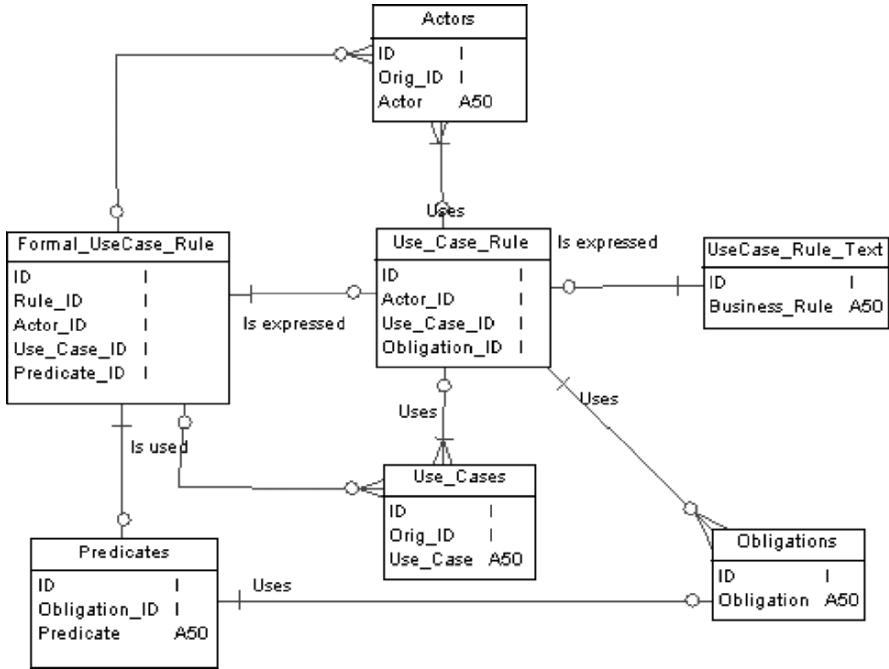 Actors
ID I
Orig_ID I
Actor A50
Uses
Formal_UseCase_Rule
ID I
Rule_ID I
Actor_ID I
Use_Case_ID I
Predicate_ID I
Is expressed
Use_Case_Rule
ID I
Actor_ID I
Use_Case_ID I
Obligation_ID I
Is expressed
UseCase_Rule_Text
ID I
Business_Rule A50
Uses
Uses
Is used
Use_Cases
ID I
Orig_ID I
Use_Case A50
Predicates
ID I
Obligation_ID I
Predicate A50
Uses
Obligations
ID I
Obligation A50